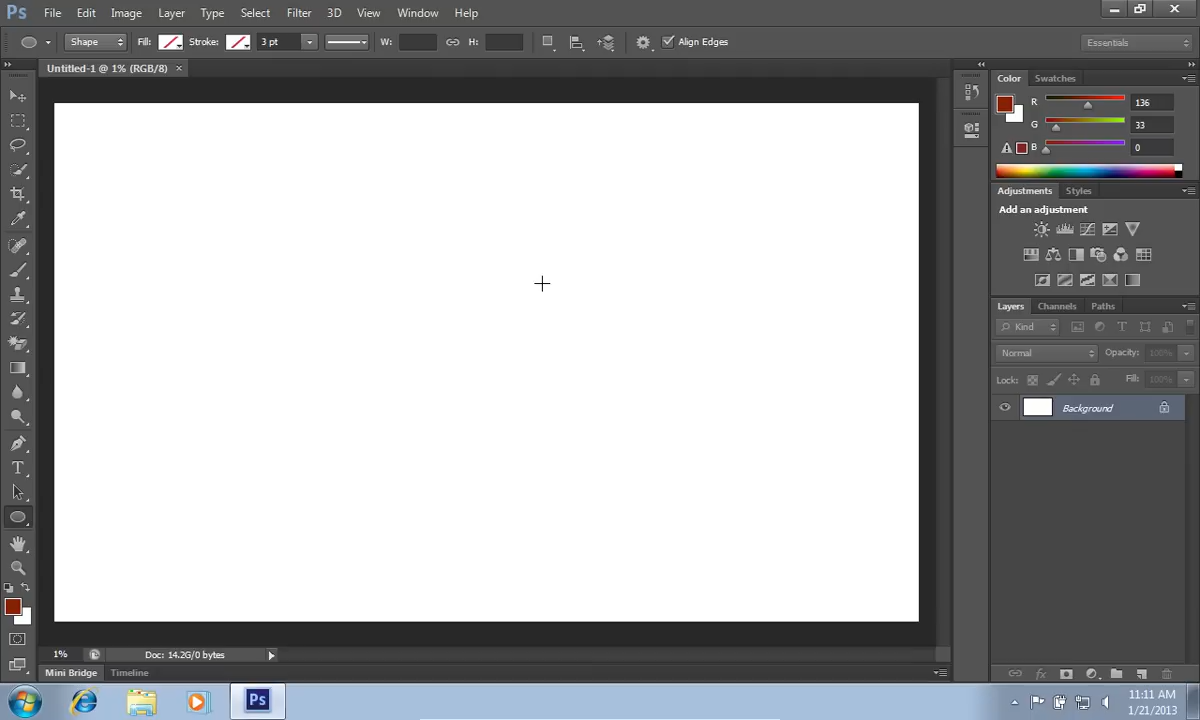 Ps File Edit Image Layer Type Select Filter 3D View Window Help
Shape Fill: Stroke: 3 pt W: H: Align Edges Essentials
Untitled-1 @ 1% (RGB/8) ×
Color Swatches
R 136
G 33
B 0
Adjustments Styles
Add an adjustment
Layers Channels Paths
Kind
Normal Opacity: 100%
Lock: Fill: 100%
Background
1% Doc: 14.2G/0 bytes
Mini Bridge Timeline
Ps
11:11 AM
1/21/2013